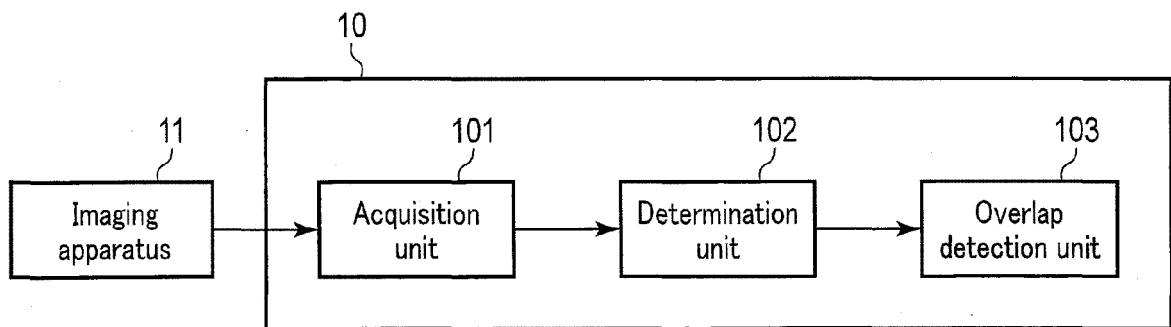 10
11
101
102
103
Imaging
apparatus
Acquisition
unit
Determination
unit
Overlap
detection unit